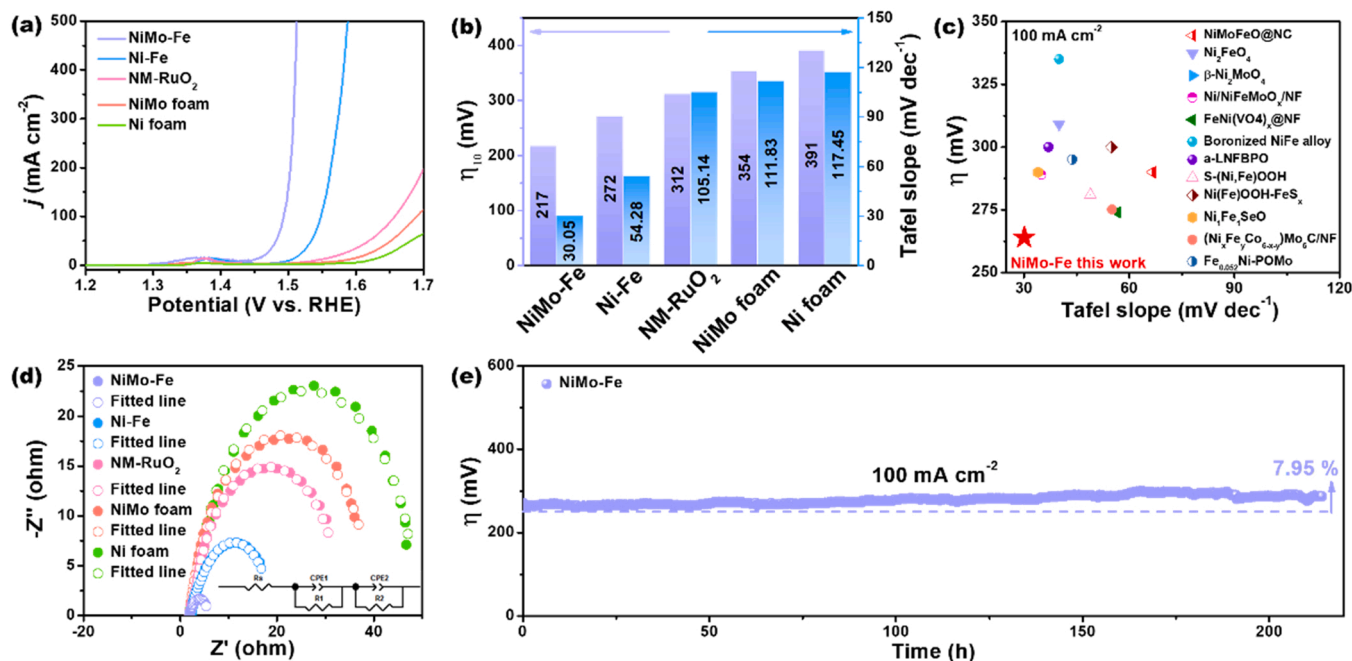 (a)
500
400
300
200
100
0
j (mA cm⁻²)
NiMo-Fe
Ni-Fe
NM-RuO₂
NiMo foam
Ni foam
1.2 1.3 1.4 1.5 1.6 1.7
Potential (V vs. RHE)
(b)
400
300
200
100
0
η₁₀ (mV)
217 30.05
272 54.28
312 105.14
354 111.83
391 117.45
NiMo-Fe
Ni-Fe
NM-RuO₂
NiMo foam
Ni foam
150
120
90
60
30
0
Tafel slope (mV dec⁻¹)
(c)
350
325
300
275
250
η (mV)
100 mA cm⁻²
NiMoFeO@NC
Ni₂FeO₄
β-Ni₂MoO₄
Ni/NiFeMoOₓ/NF
FeNi(VO4)ₓ@NF
Boronized NiFe alloy
a-LNFBPO
S-(Ni,Fe)OOH
Ni(Fe)OOH-FeSₓ
Ni₁Fe₁SeO
(NiₓFeᵧCo₆₋ₓ₋ᵧ)Mo₆C/NF
Fe₀.₀₅₂Ni-POMo
NiMo-Fe this work
30 60 90 120
Tafel slope (mV dec⁻¹)
(d)
25
20
15
10
5
0
-Z'' (ohm)
NiMo-Fe
Fitted line
Ni-Fe
Fitted line
NM-RuO₂
Fitted line
NiMo foam
Fitted line
Ni foam
Fitted line
Rs CPE1 CPE2
R1 R2
-20 0 20 40 60
Z' (ohm)
(e)
600
400
200
0
η (mV)
NiMo-Fe
100 mA cm⁻²
7.95 %
0 50 100 150 200
Time (h)